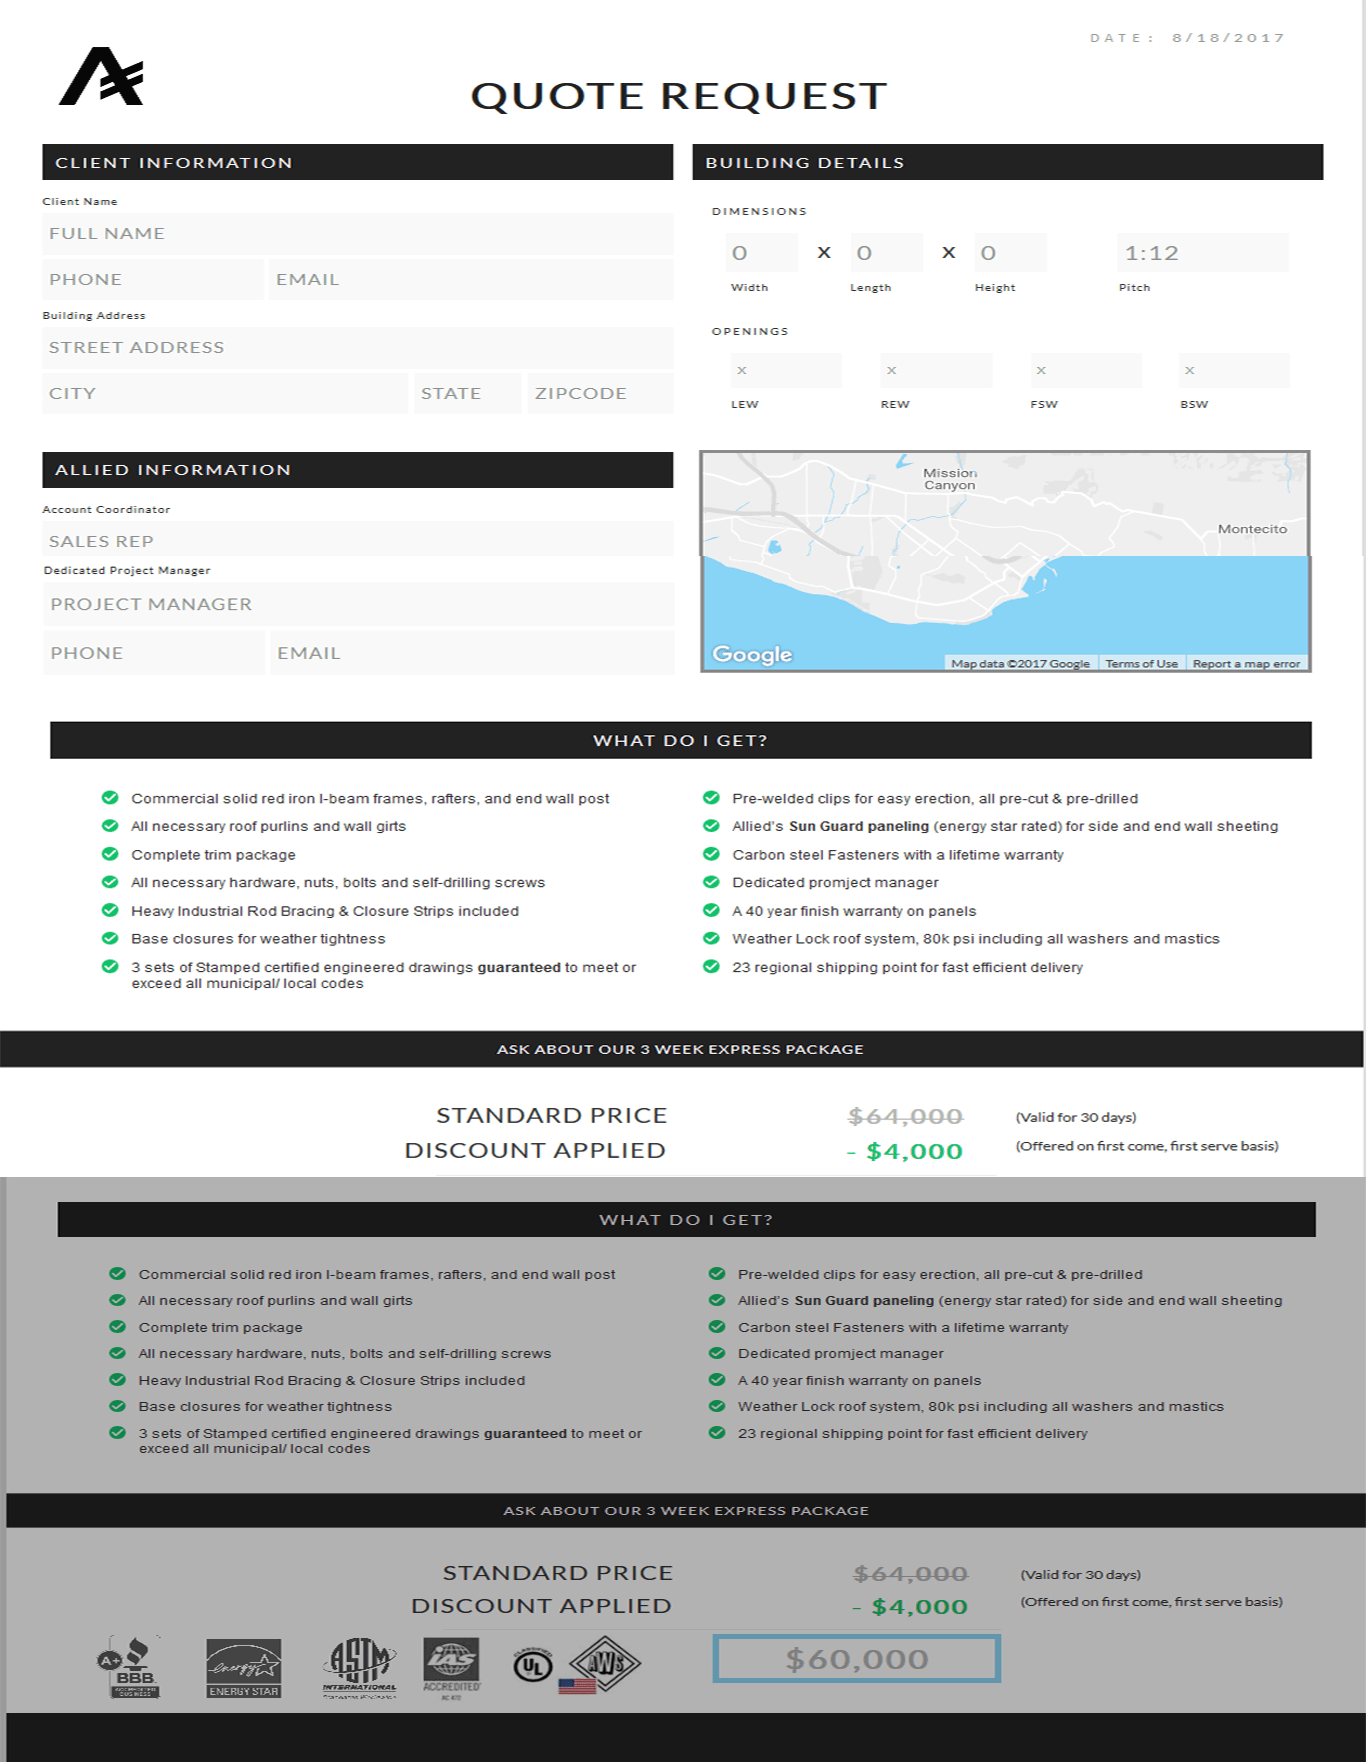 DATE: 8/18/2017
QUOTE REQUEST
CLIENT INFORMATION
Client Name
FULL NAME
PHONE EMAIL
Building Address
STREET ADDRESS
CITY STATE ZIPCODE
BUILDING DETAILS
DIMENSIONS
0 x 0 x 0 1:12
Width Length Height Pitch
OPENINGS
x x x x
LEW REW FSW BSW
ALLIED INFORMATION
Account Coordinator
SALES REP
Dedicated Project Manager
PROJECT MANAGER
PHONE EMAIL
Mission
Canyon
Montecito
Google
Map data ©2017 Google Terms of Use Report a map error
WHAT DO I GET?
Commercial solid red iron I-beam frames, rafters, and end wall post
All necessary roof purlins and wall girts
Complete trim package
All necessary hardware, nuts, bolts and self-drilling screws
Heavy Industrial Rod Bracing & Closure Strips included
Base closures for weather tightness
3 sets of Stamped certified engineered drawings guaranteed to meet or
exceed all municipal/ local codes
Pre-welded clips for easy erection, all pre-cut & pre-drilled
Allied's Sun Guard paneling (energy star rated) for side and end wall sheeting
Carbon steel Fasteners with a lifetime warranty
Dedicated promject manager
A 40 year finish warranty on panels
Weather Lock roof system, 80k psi including all washers and mastics
23 regional shipping point for fast efficient delivery
ASK ABOUT OUR 3 WEEK EXPRESS PACKAGE
STANDARD PRICE $64,000 (Valid for 30 days)
DISCOUNT APPLIED - $4,000 (Offered on first come, first serve basis)
WHAT DO I GET?
Commercial solid red iron I-beam frames, rafters, and end wall post
All necessary roof purlins and wall girts
Complete trim package
All necessary hardware, nuts, bolts and self-drilling screws
Heavy Industrial Rod Bracing & Closure Strips included
Base closures for weather tightness
3 sets of Stamped certified engineered drawings guaranteed to meet or
exceed all municipal/ local codes
Pre-welded clips for easy erection, all pre-cut & pre-drilled
Allied's Sun Guard paneling (energy star rated) for side and end wall sheeting
Carbon steel Fasteners with a lifetime warranty
Dedicated promject manager
A 40 year finish warranty on panels
Weather Lock roof system, 80k psi including all washers and mastics
23 regional shipping point for fast efficient delivery
ASK ABOUT OUR 3 WEEK EXPRESS PACKAGE
STANDARD PRICE $64,000 (Valid for 30 days)
DISCOUNT APPLIED - $4,000 (Offered on first come, first serve basis)
$60,000
A+
BBB
ACCREDITED
BUSINESS
energy
ENERGY STAR
ASTM
INTERNATIONAL
IAS
ACCREDITED
AC 472
CLASSIFIED
UL
AWS